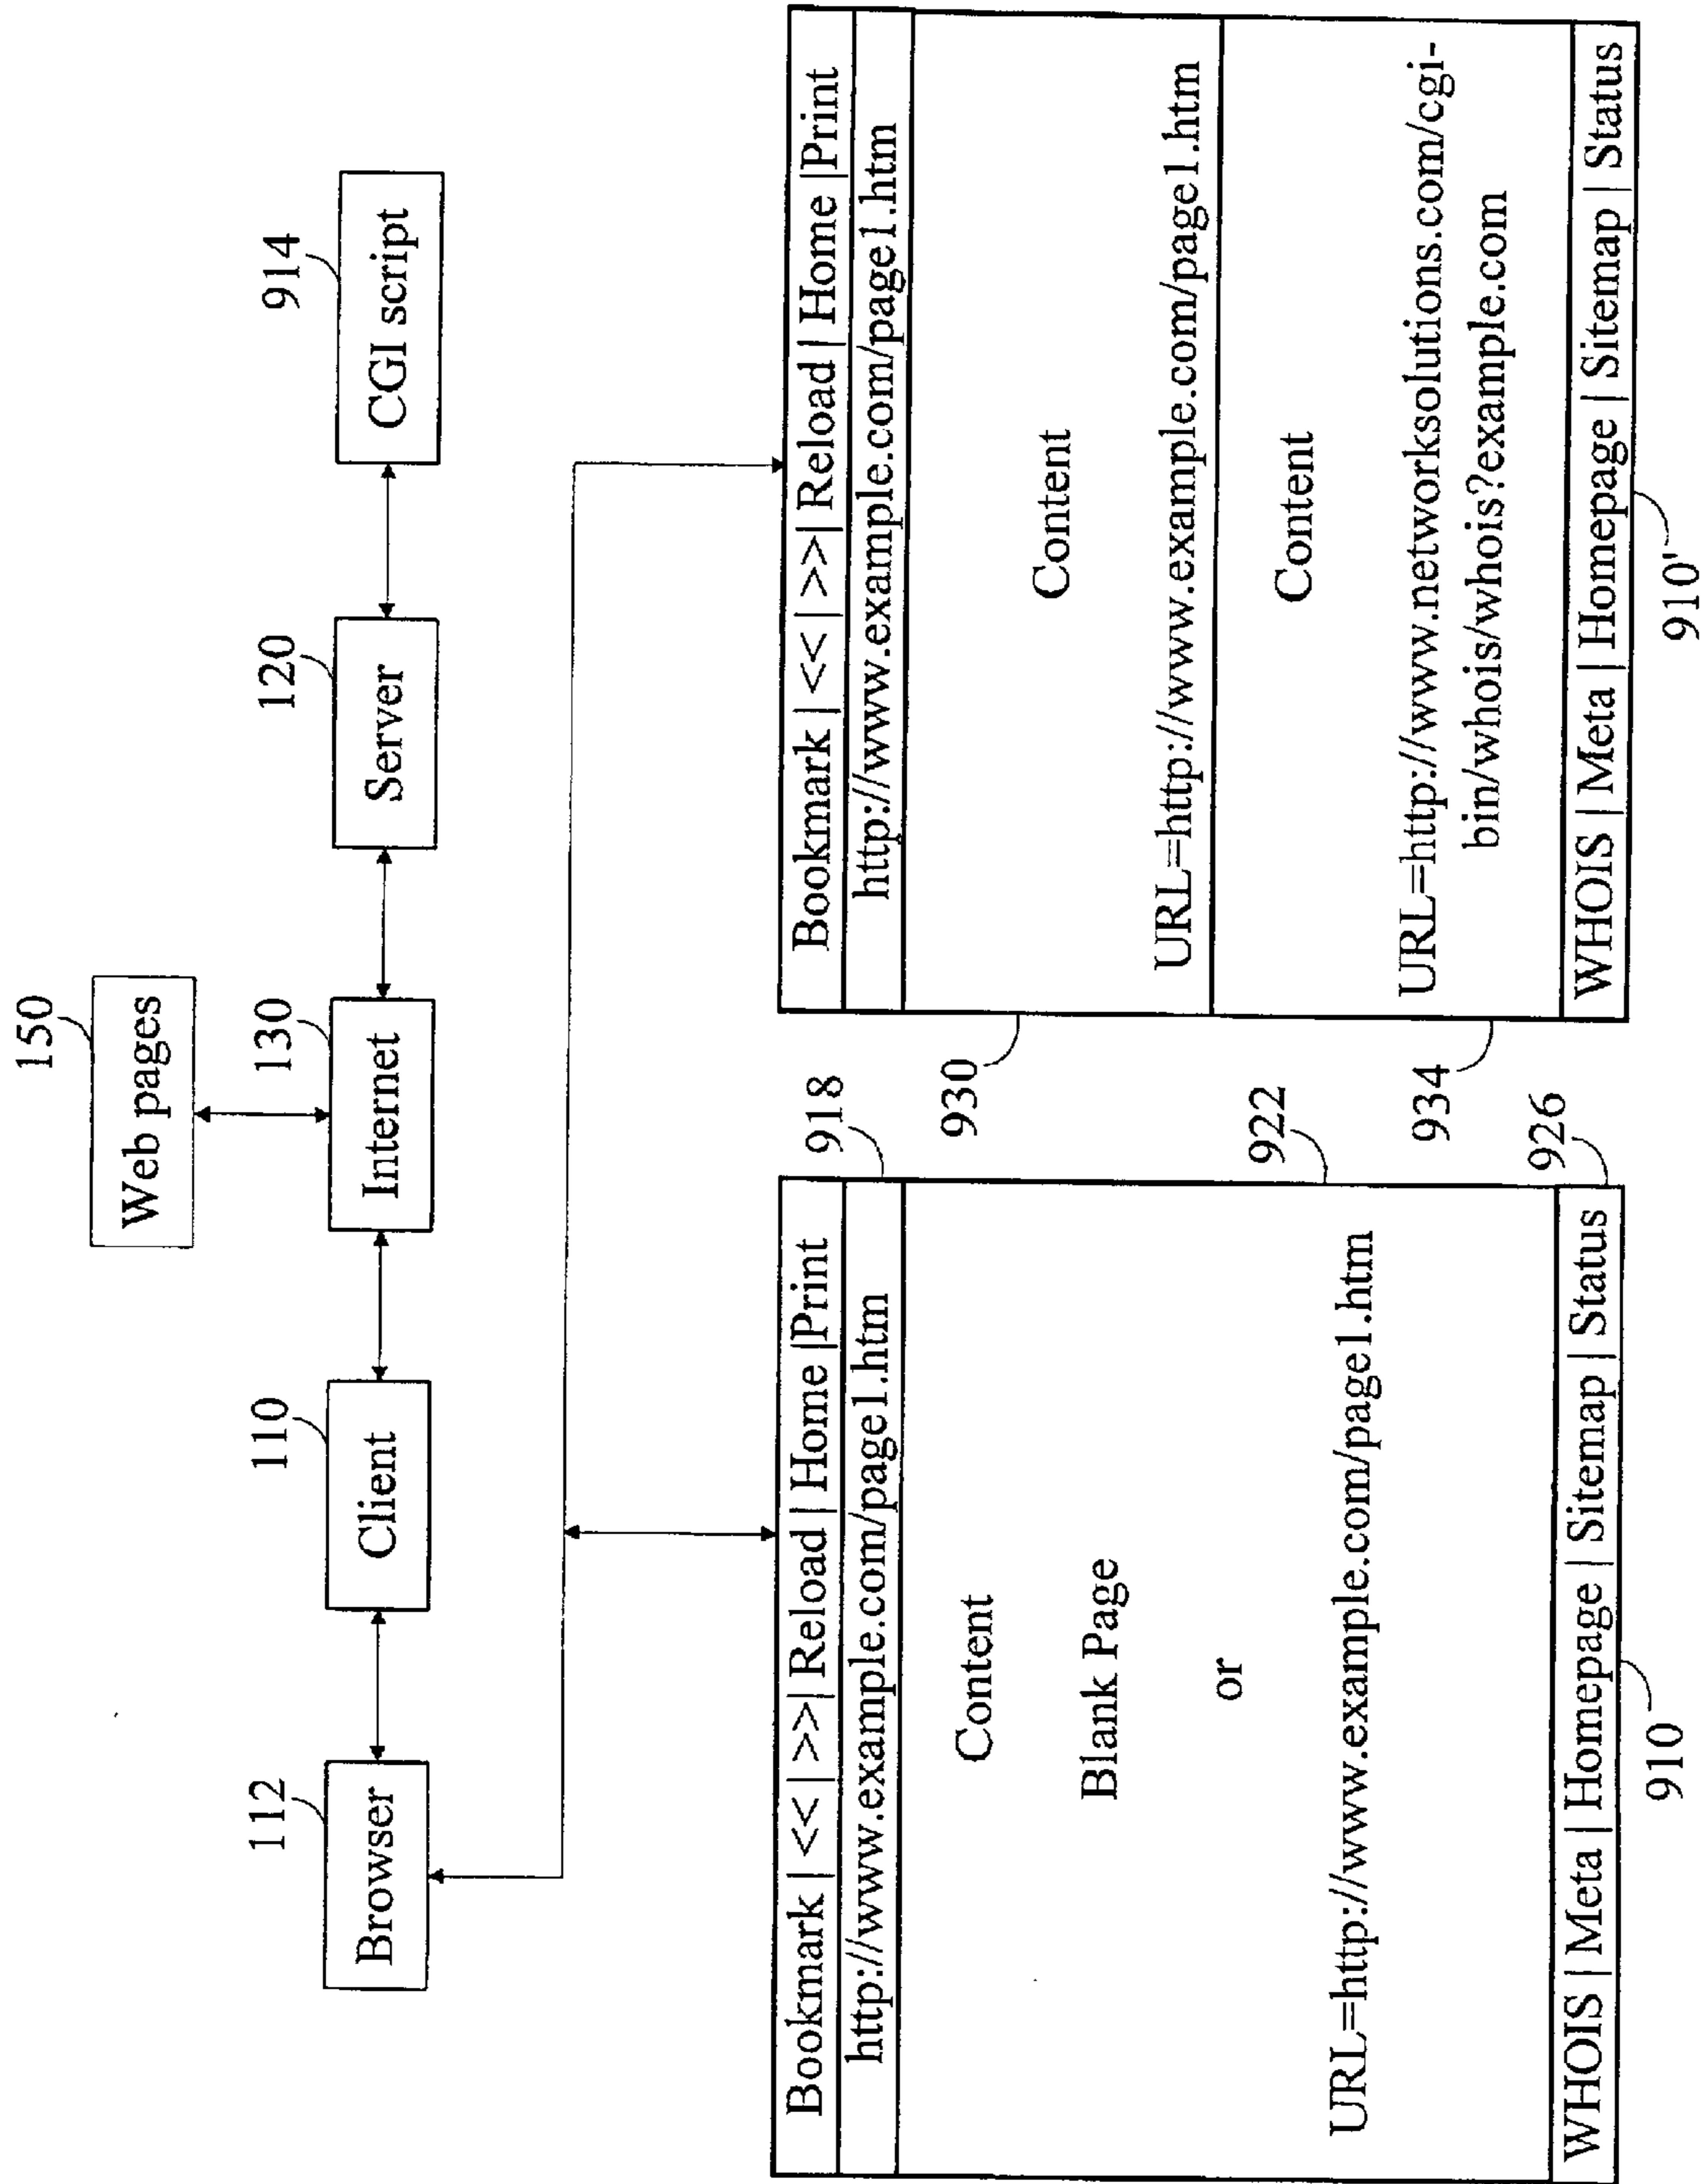 150
Web pages
112
110
130
120
914
Browser
Client
Internet
Server
CGI script
Bookmark | << | >>| Reload | Home |Print
http://www.example.com/page1.htm
918
Content
Blank Page
or
922
URL=http://www.example.com/page1.htm
926
WHOIS | Meta | Homepage | Sitemap | Status
910
Bookmark | << | >>| Reload | Home |Print
http://www.example.com/page1.htm
930
Content
URL=http://www.example.com/page1.htm
Content
934
URL=http://www.networksolutions.com/cgi-
bin/whois/whois?example.com
WHOIS | Meta | Homepage | Sitemap | Status
910'